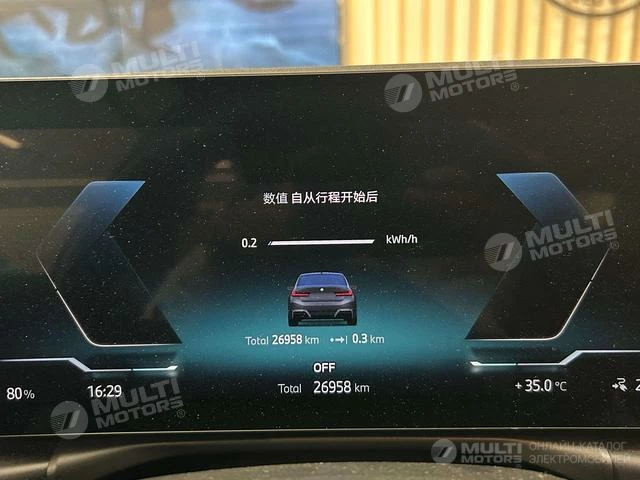 MULTI MOTORS®
MULTI MOTORS®
数值 自从行程开始后
0.2 kWh/h
MULTI MOTORS®
Total 26958 km 0.3 km
OFF
80% 16:29 Total 26958 km +35.0 °C 2
MULTI MOTORS®
MULTI MOTORS® ОНЛАЙН-КАТАЛОГ
ЭЛЕКТРОМОБИЛЕЙ